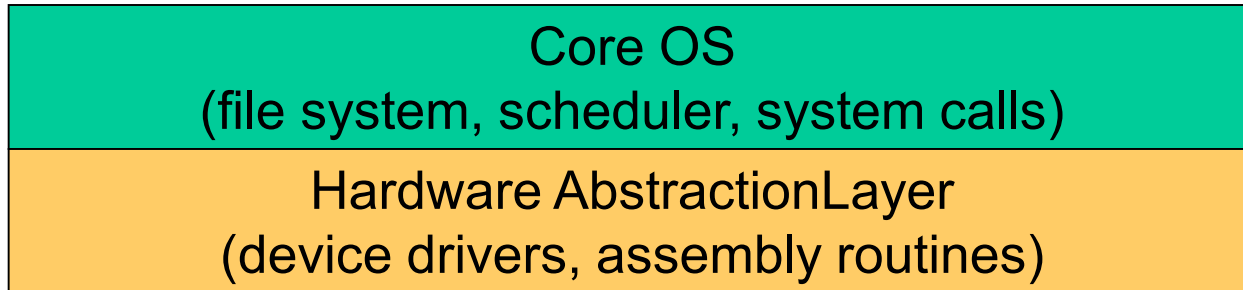 Core OS
(file system, scheduler, system calls)
Hardware AbstractionLayer
(device drivers, assembly routines)